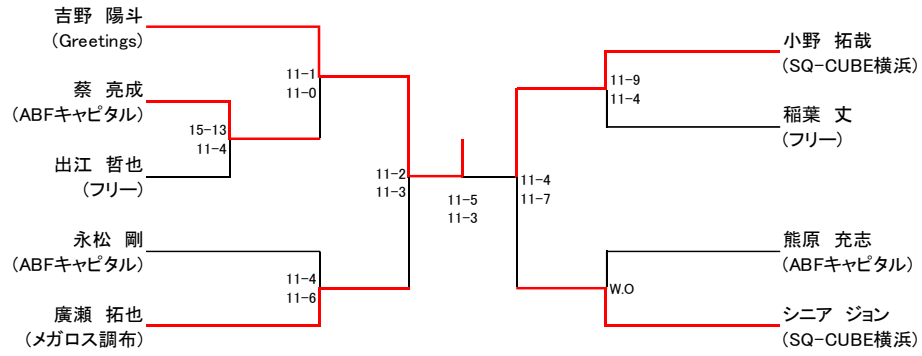 吉野 陽斗
(Greetings)
蔡 亮成
(ABFキャピタル)
出江 哲也
(フリー)
永松 剛
(ABFキャピタル)
廣瀬 拓也
(メガロス調布)
11-1
11-0
15-13
11-4
11-4
11-6
11-2
11-3
11-5
11-3
11-4
11-7
11-9
11-4
W.O
小野 拓哉
(SQ-CUBE横浜)
稲葉 丈
(フリー)
熊原 充志
(ABFキャピタル)
シニア ジョン
(SQ-CUBE横浜)